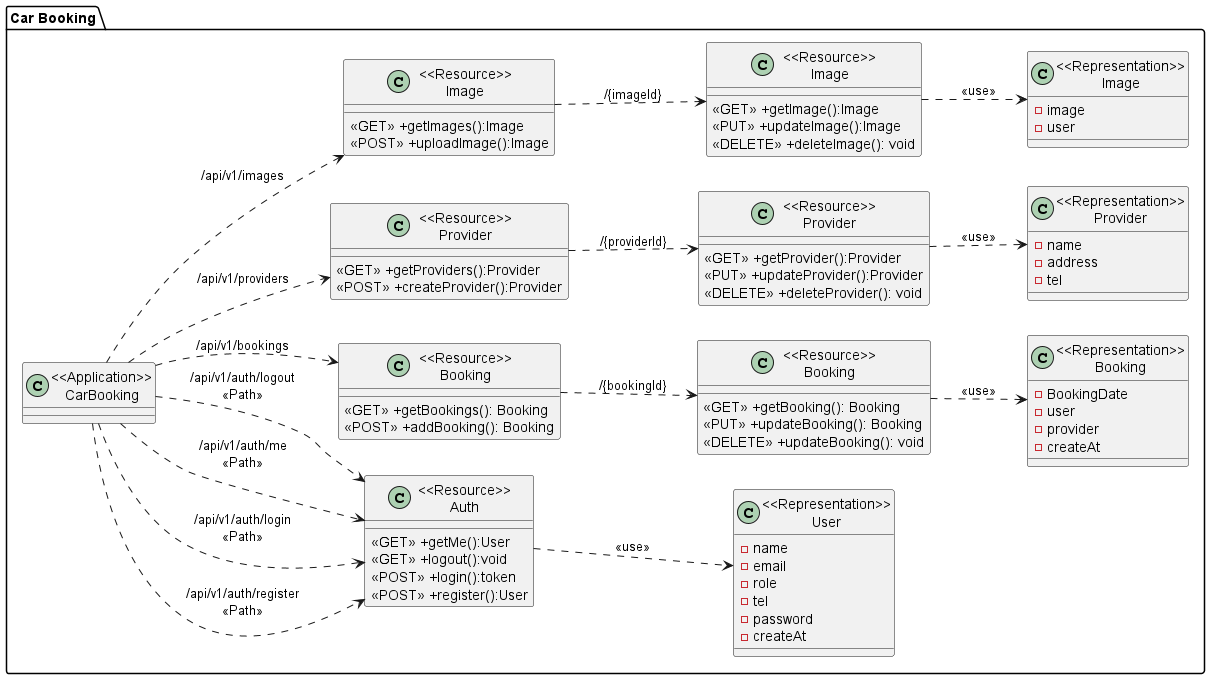 Car Booking
<<Resource>>
Image
«GET» +getImages():Image
«POST» +uploadImage():Image
/{imageId}
<<Resource>>
Image
«GET» +getImage():Image
«PUT» +updateImage():Image
«DELETE» +deleteImage(): void
«use»
<<Representation>>
Image
image
user
/api/v1/images
<<Resource>>
Provider
«GET» +getProviders():Provider
«POST» +createProvider():Provider
/{providerId}
<<Resource>>
Provider
«GET» +getProvider():Provider
«PUT» +updateProvider():Provider
«DELETE» +deleteProvider(): void
«use»
<<Representation>>
Provider
name
address
tel
/api/v1/providers
/api/v1/bookings
<<Resource>>
Booking
«GET» +getBookings(): Booking
«POST» +addBooking(): Booking
/{bookingId}
<<Resource>>
Booking
«GET» +getBooking(): Booking
«PUT» +updateBooking(): Booking
«DELETE» +updateBooking(): void
«use»
<<Representation>>
Booking
BookingDate
user
provider
createAt
C <<Application>>
CarBooking
/api/v1/auth/logout
«Path»
/api/v1/auth/me
«Path»
/api/v1/auth/login
«Path»
/api/v1/auth/register
«Path»
<<Resource>>
Auth
«GET» +getMe():User
«GET» +logout():void
«POST» +login():token
«POST» +register():User
«use»
<<Representation>>
User
name
email
role
tel
password
createAt